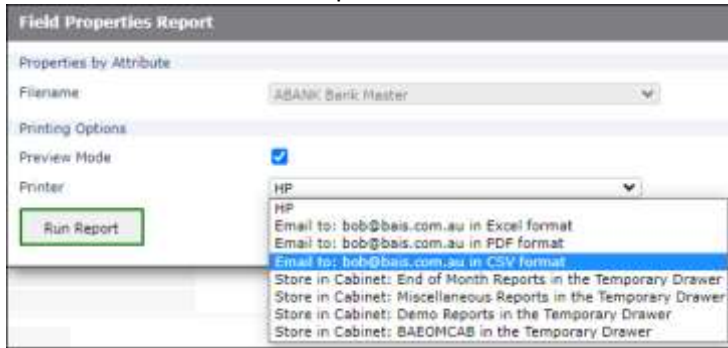 Field Properties Report
Properties by Attribute
Filename
ABANK Bank Master
Printing Options
Preview Mode
Printer
HP
Run Report
HP
Email to: bob@bais.com.au in Excel format
Email to: bob@bais.com.au in PDF format
Email to: bob@bais.com.au in CSV format
Store in Cabinet: End of Month Reports in the Temporary Drawer
Store in Cabinet: Miscellaneous Reports in the Temporary Drawer
Store in Cabinet: Demo Reports in the Temporary Drawer
Store in Cabinet: BAEOMCAB in the Temporary Drawer